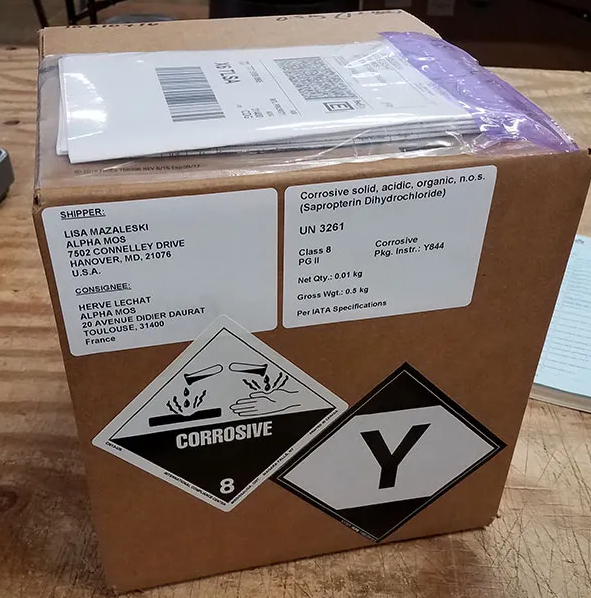 X6 TLSA
SHIPPER:
LISA MAZALESKI
ALPHA MOS
7502 CONNELLEY DRIVE
HANOVER, MD, 21076
U.S.A.
CONSIGNEE:
HERVE LECHAT
ALPHA MOS
20 AVENUE DIDIER DAURAT
TOULOUSE, 31400
France
Corrosive solid, acidic, organic, n.o.s.
(Sapropterin Dihydrochloride)
UN 3261
Class 8 Corrosive
PG II Pkg. Instr.: Y844
Net Qty.: 0.01 kg
Gross Wgt.: 0.5 kg
Per IATA Specifications
CORROSIVE
8
Y